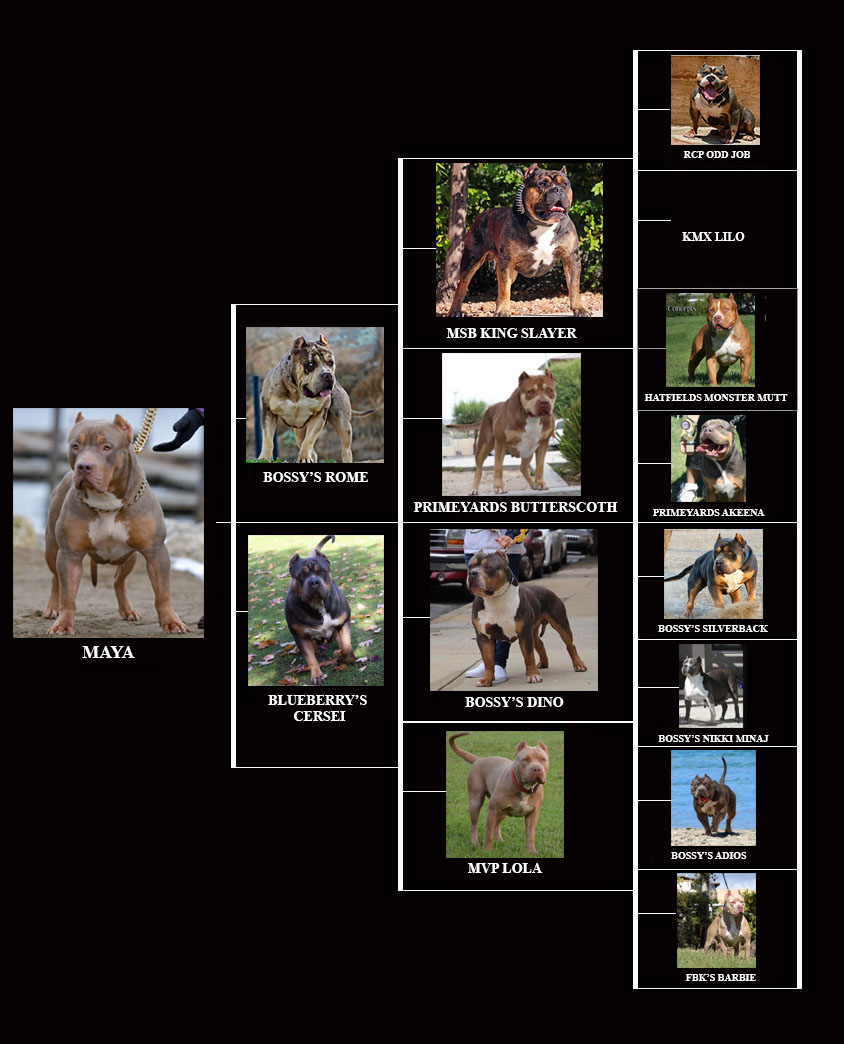 RCP ODD JOB
KMX LILO
MSB KING SLAYER
Concepts
HATFIELDS MONSTER MUTT
BOSSY'S ROME
PRIMEYARDS BUTTERSCOTH
PRIMEYARDS AKEENA
MAYA
BLUEBERRY'S
CERSEI
BOSSY'S DINO
BOSSY'S SILVERBACK
BOSSY'S NIKKI MINAJ
MVP LOLA
BOSSY'S ADIOS
FBK'S BARBIE